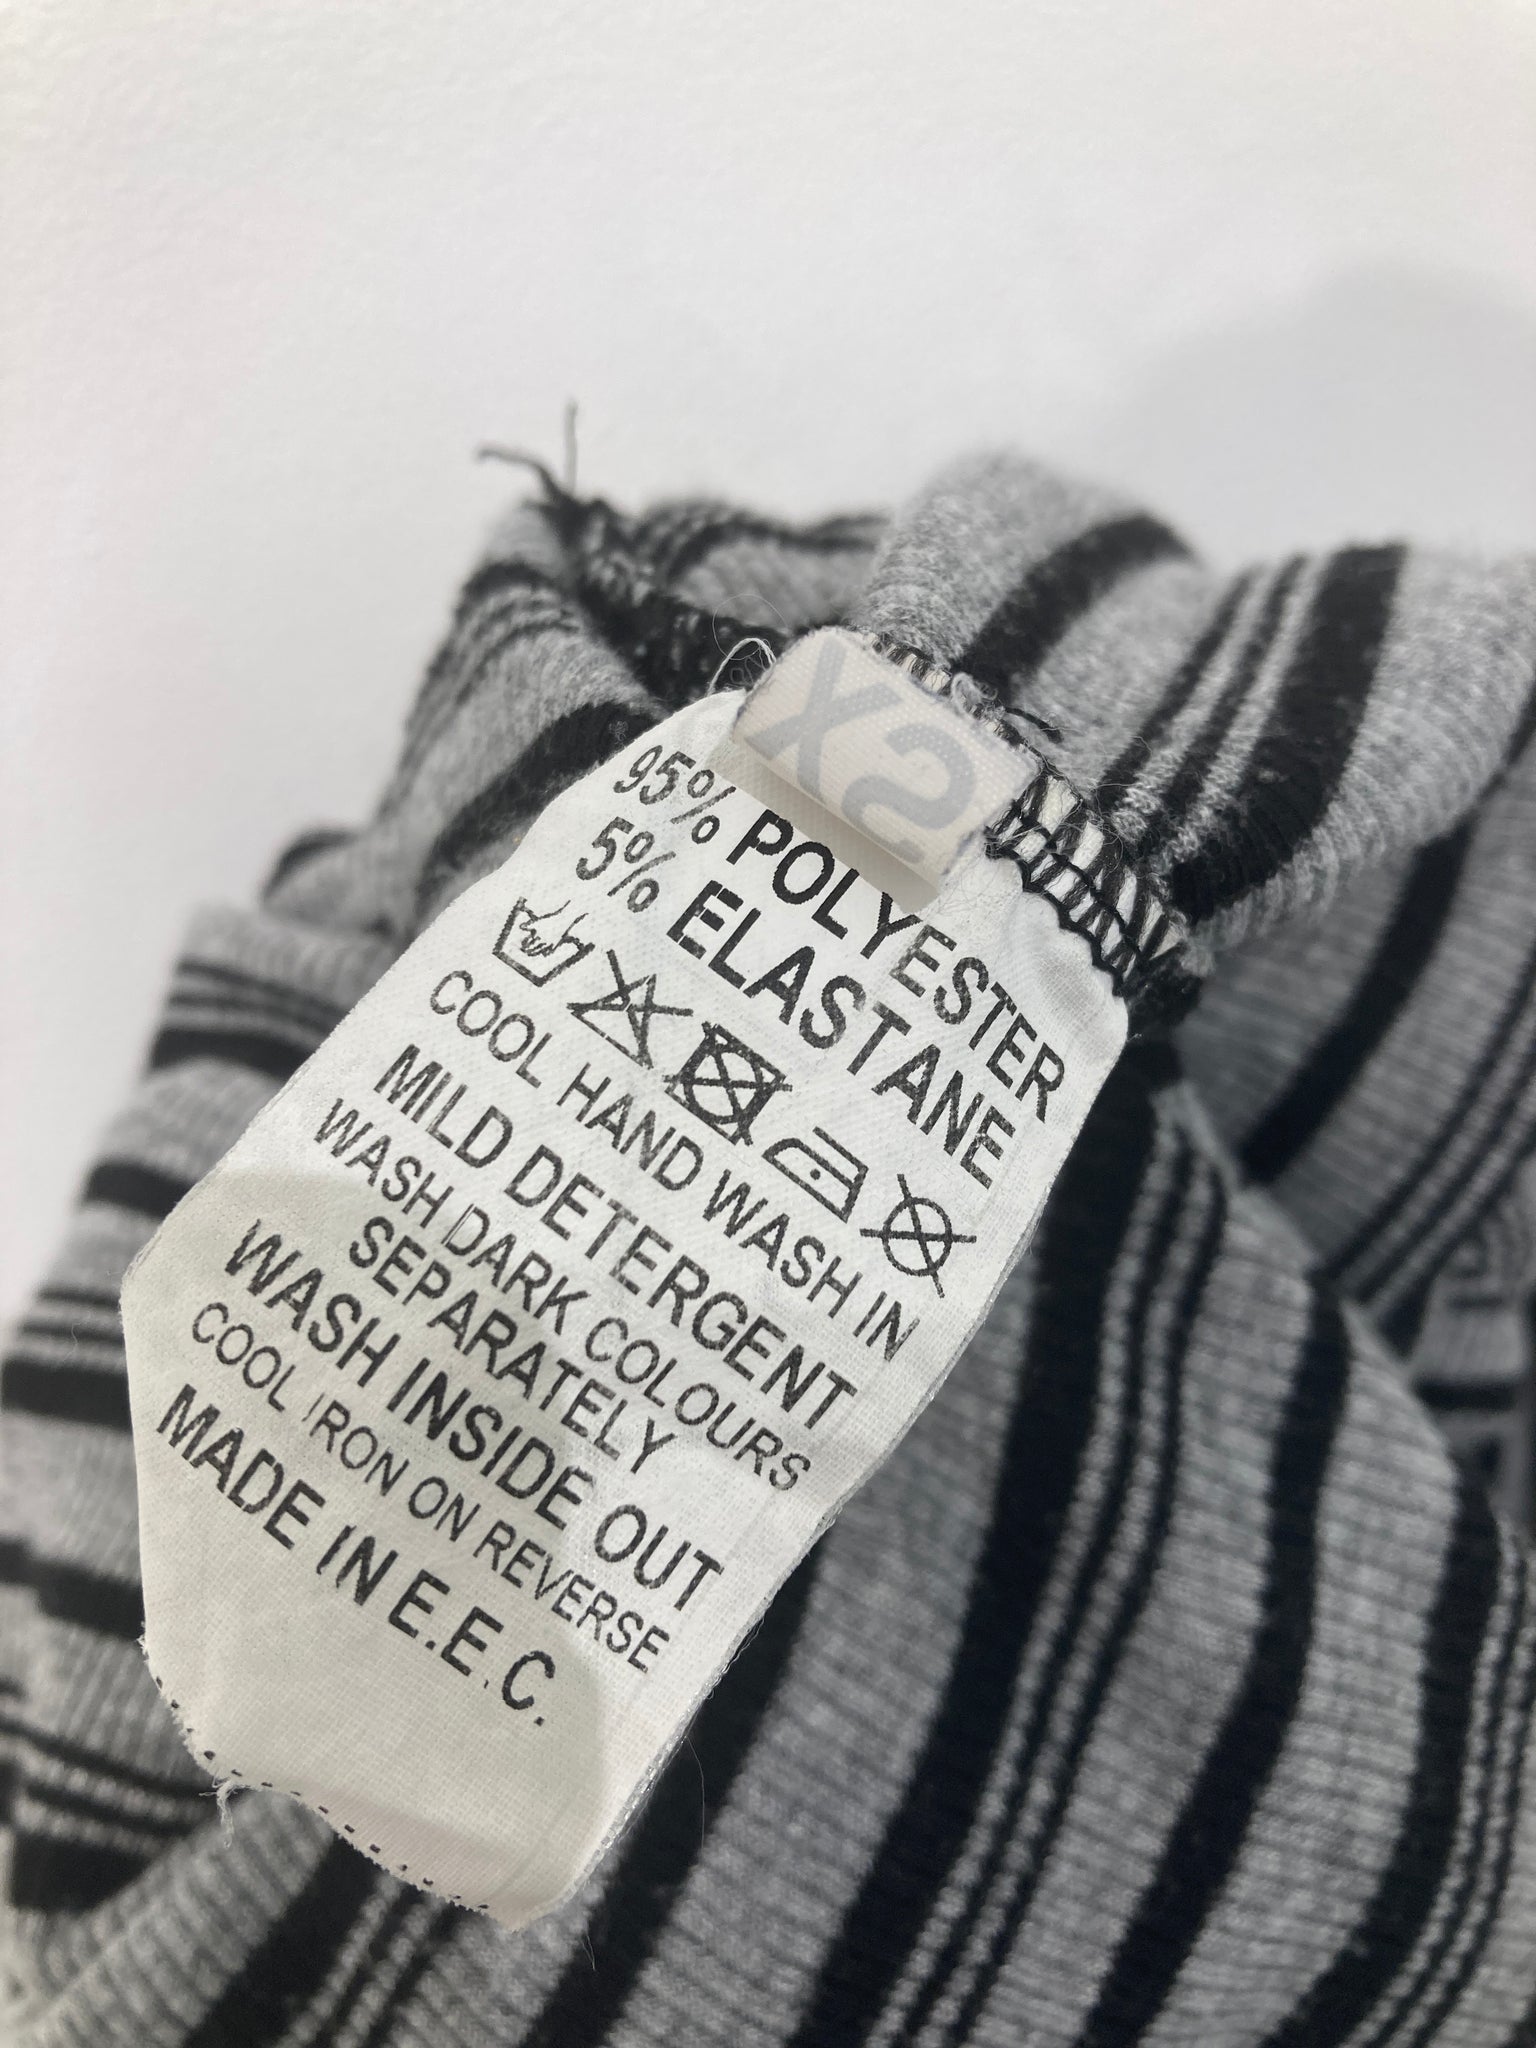 XS
95% POLYESTER
5% ELASTANE
COOL HAND WASH IN
MILD DETERGENT
WASH DARK COLOURS
SEPARATELY
WASH INSIDE OUT
COOL IRON ON REVERSE
MADE IN E.E.C.